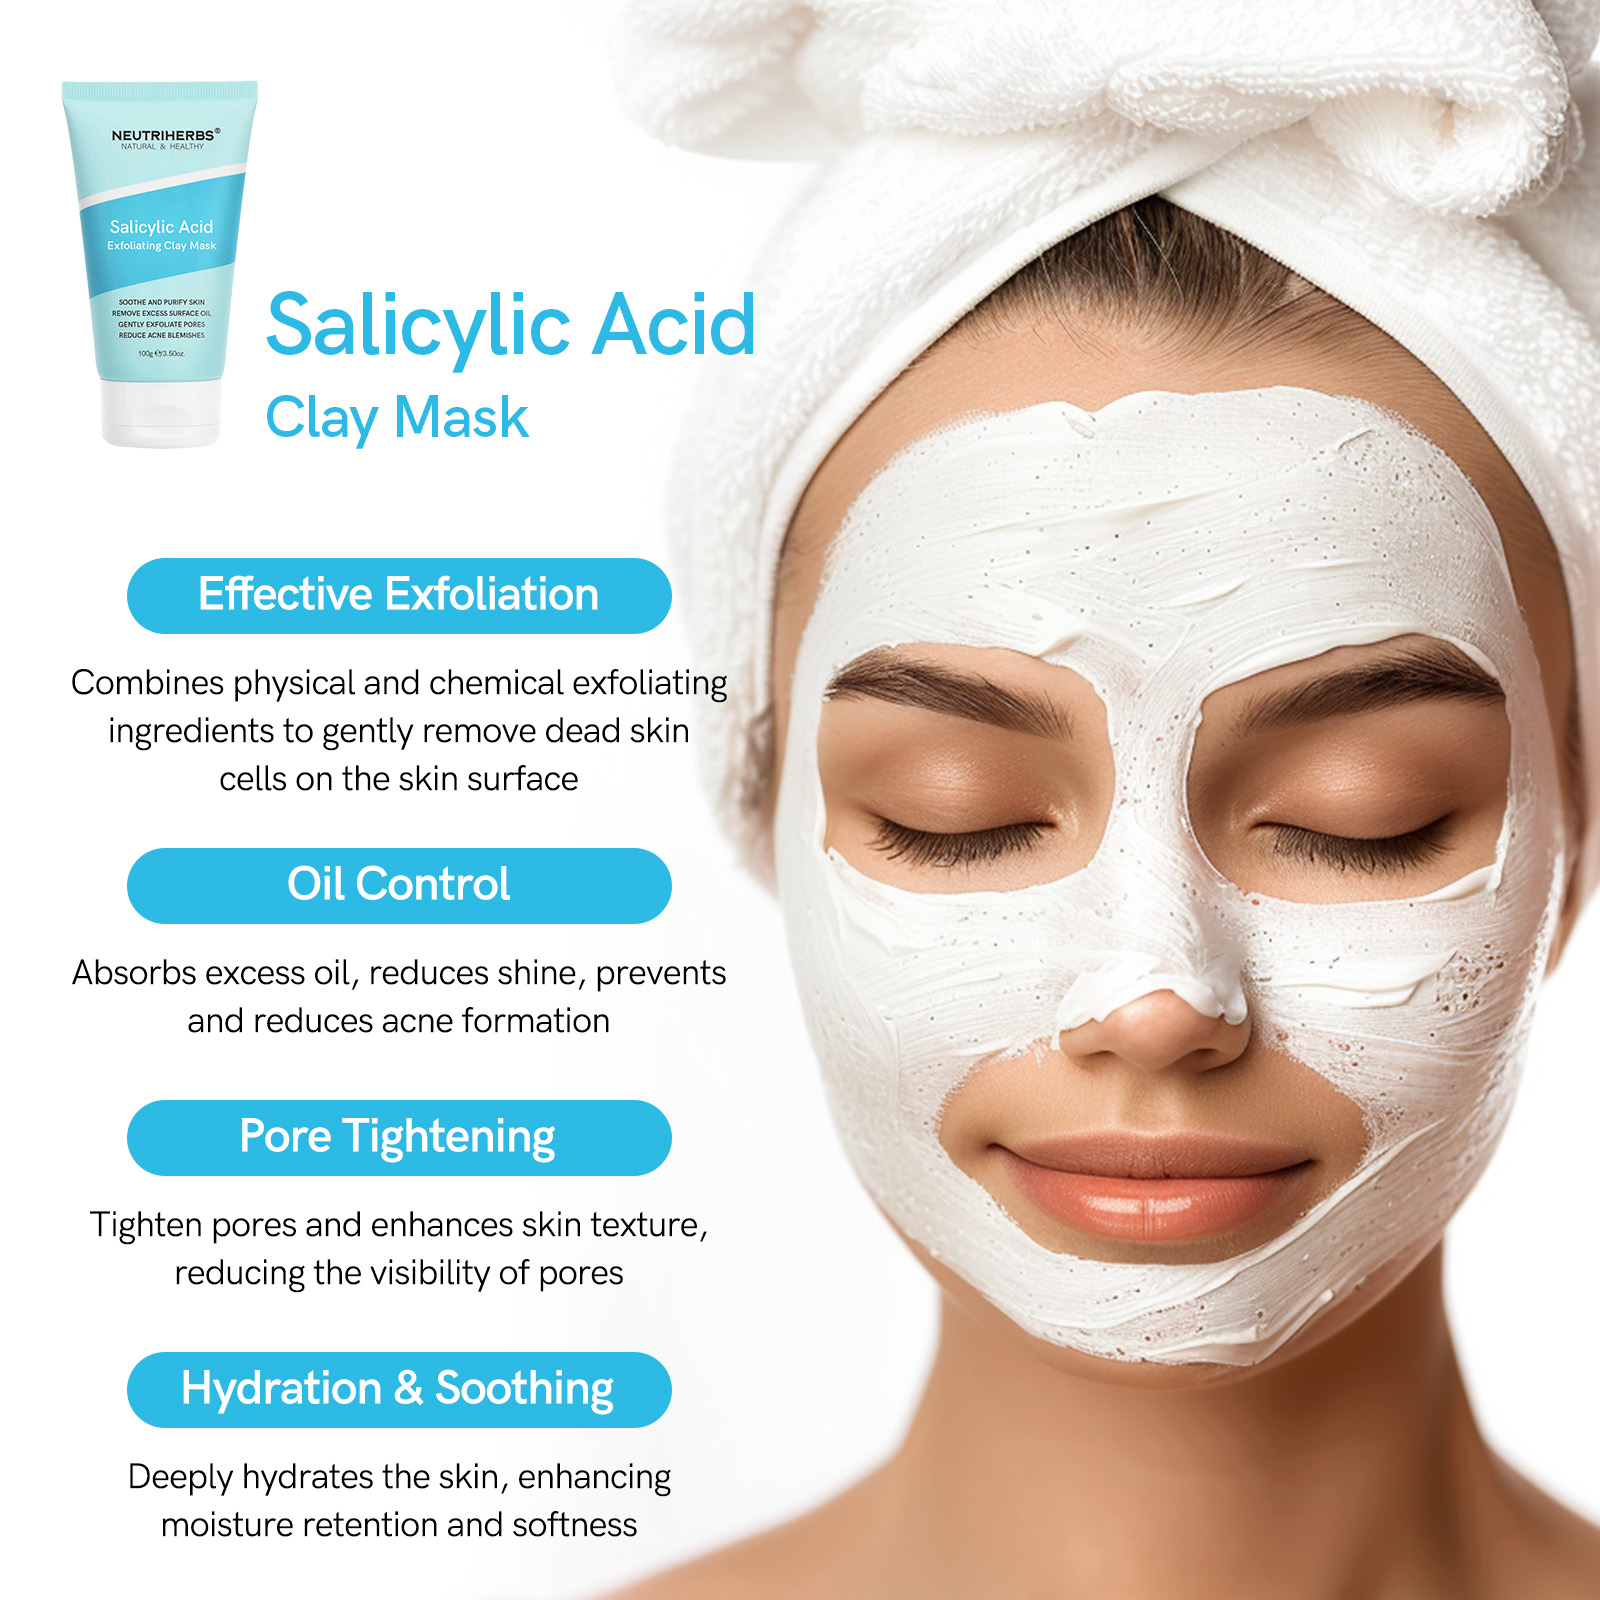 NEUTRIHERBS®
NATURAL & HEALTHY
Salicylic Acid
Exfoliating Clay Mask
SOOTHE AND PURIFY SKIN
REMOVE EXCESS SURFACE OIL
GENTLY EXFOLIATE PORES
REDUCE ACNE BLEMISHES
100g ℮/3.50oz.
Salicylic Acid
Clay Mask
Effective Exfoliation
Combines physical and chemical exfoliating
ingredients to gently remove dead skin
cells on the skin surface
Oil Control
Absorbs excess oil, reduces shine, prevents
and reduces acne formation
Pore Tightening
Tighten pores and enhances skin texture,
reducing the visibility of pores
Hydration & Soothing
Deeply hydrates the skin, enhancing
moisture retention and softness